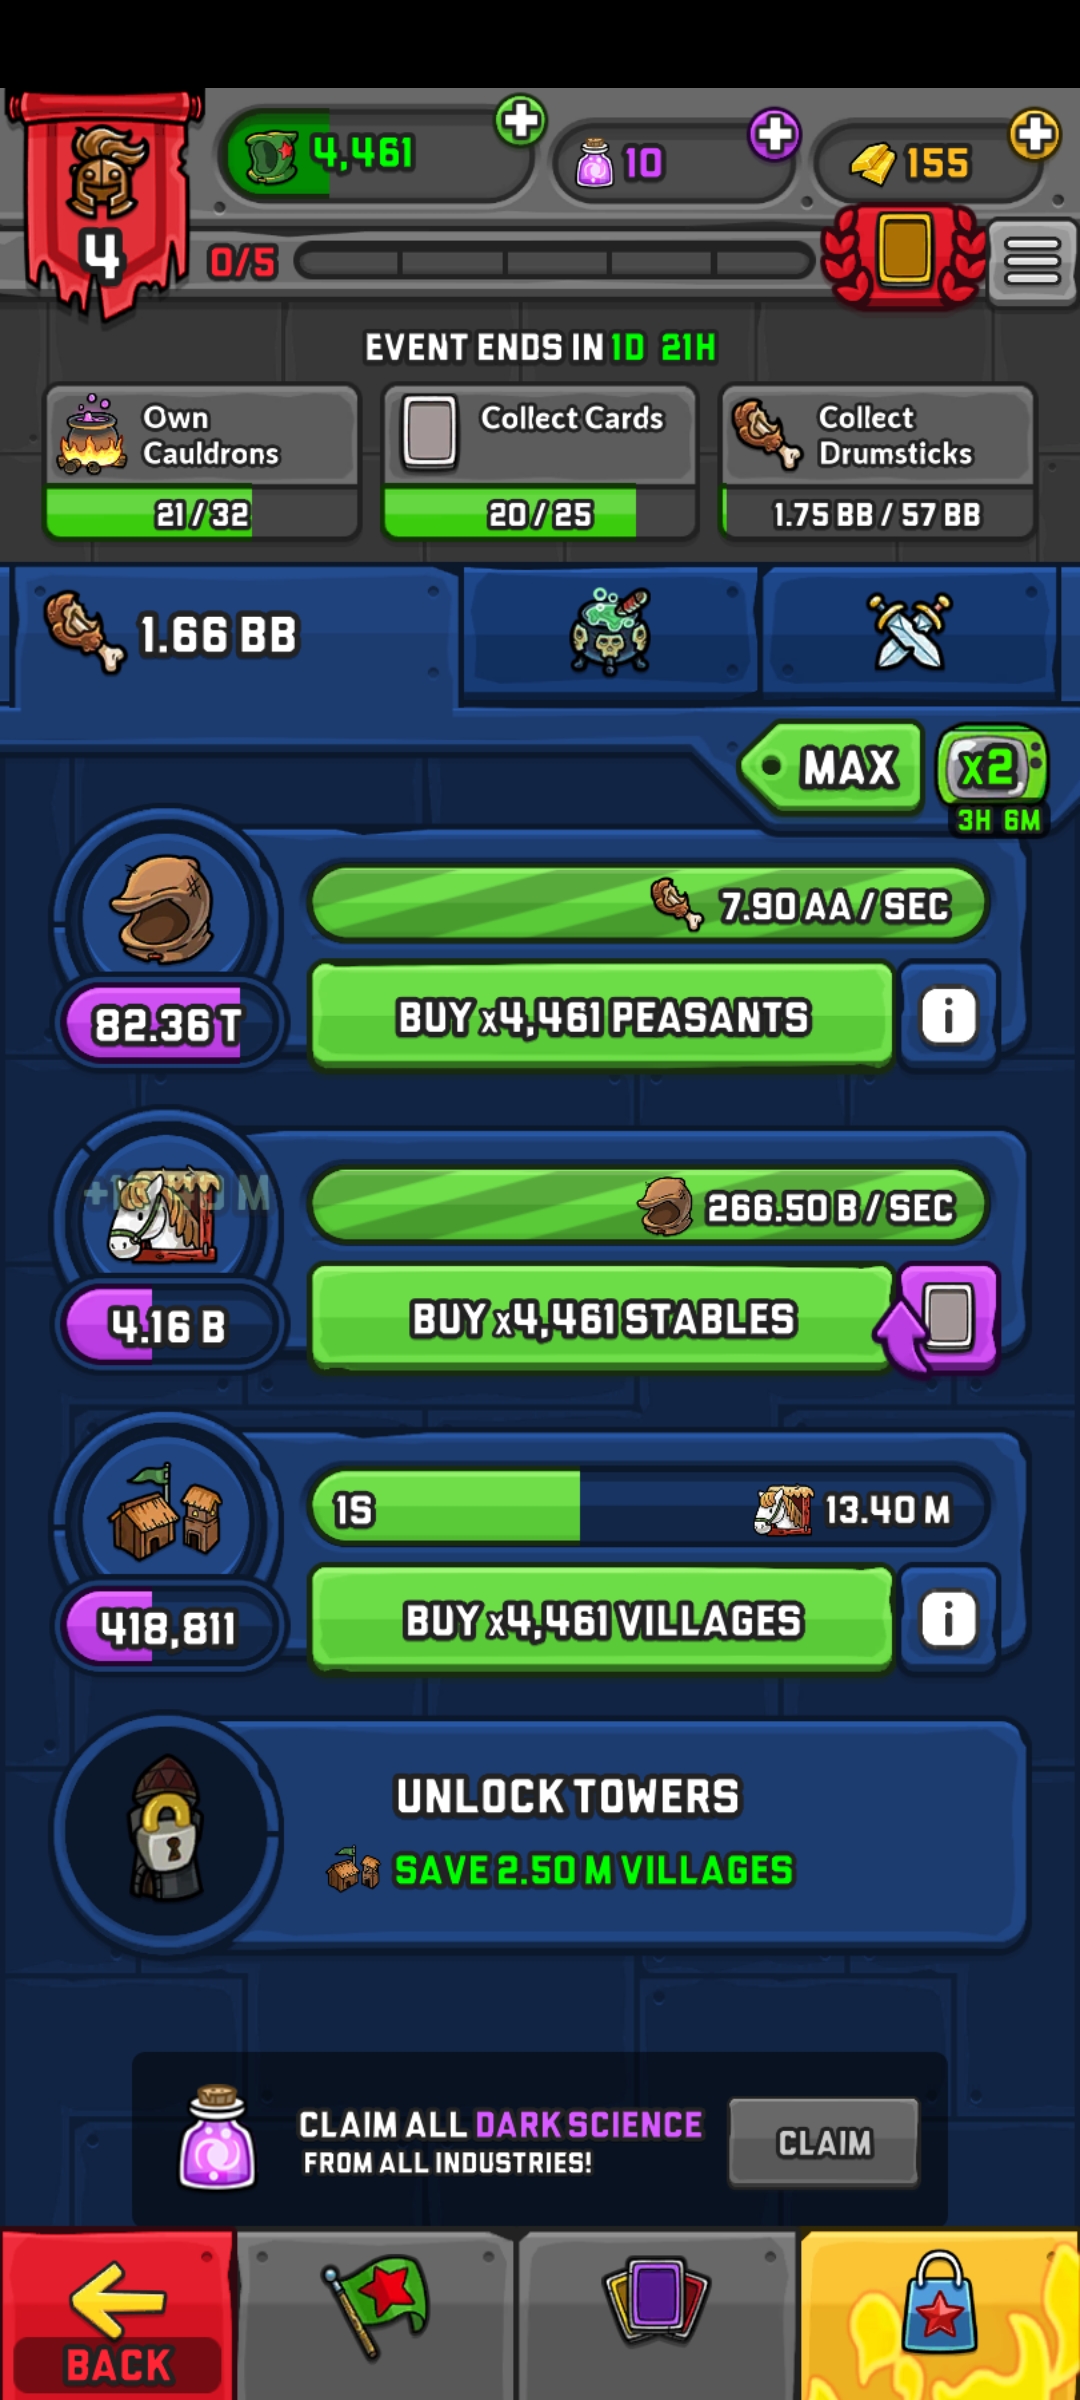 4,461
10
155
4
0/5
EVENT ENDS IN 1D 21H
Own
Cauldrons
21 / 32
Collect Cards
20 / 25
Collect
Drumsticks
1.75 BB / 57 BB
1.66 BB
MAX
x2
3H 6M
7.90 AA / SEC
82.36 T
BUY x4,461 PEASANTS
i
266.50 B / SEC
4.16 B
BUY x4,461 STABLES
1S
13.40 M
418,811
BUY x4,461 VILLAGES
i
UNLOCK TOWERS
SAVE 2.50 M VILLAGES
CLAIM ALL DARK SCIENCE
FROM ALL INDUSTRIES!
CLAIM
BACK